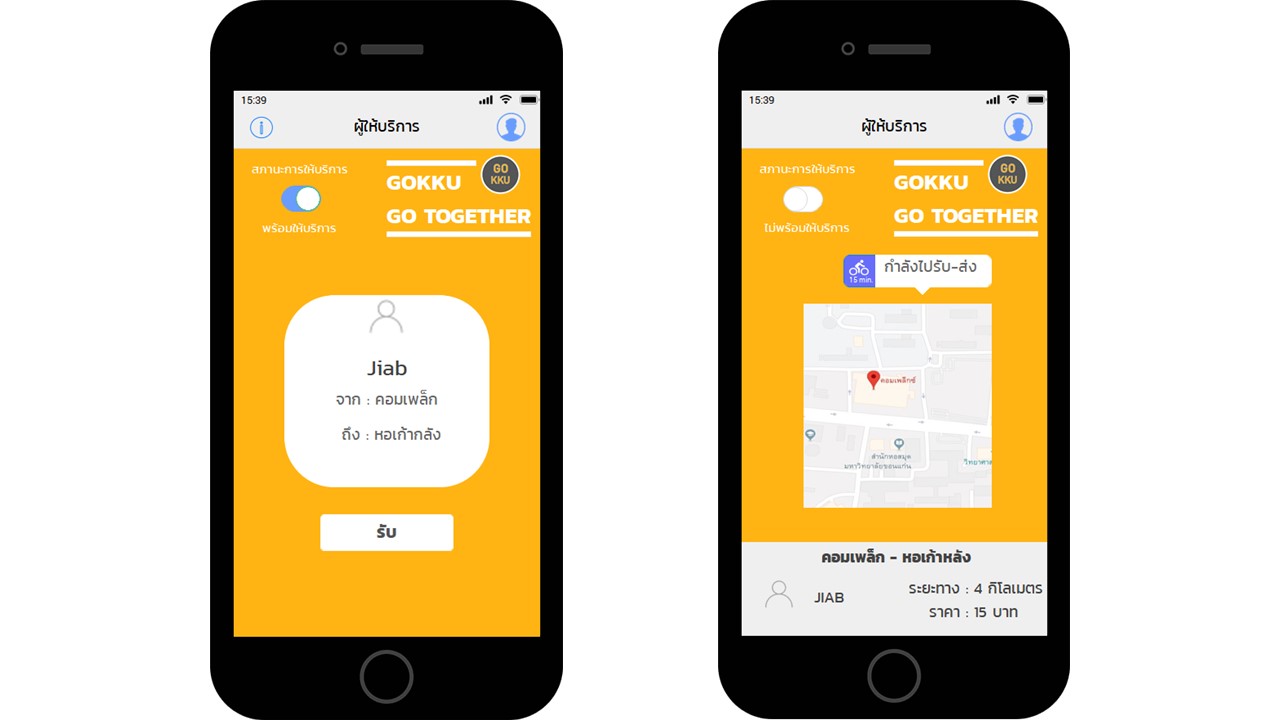 15:39
ผู้ให้บริการ
สถานะการให้บริการ
พร้อมให้บริการ
GOKKU
GO TOGETHER
GO
KKU
Jiab
จาก : คอมเพล็ก
ถึง : หอเก้ากลัง
รับ
15:39
ผู้ให้บริการ
สถานะการให้บริการ
ไม่พร้อมให้บริการ
GOKKU
GO TOGETHER
GO
KKU
15 min.
กำลังไปรับ-ส่ง
คอมเพล็กซ์
สำนักหอสมุด
มหาวิทยาลัยขอนแก่น
วิทยาศาส
คอมเพล็ก - หอเก้าหลัง
JIAB
ระยะทาง : 4 กิโลเมตร
ราคา : 15 บาท